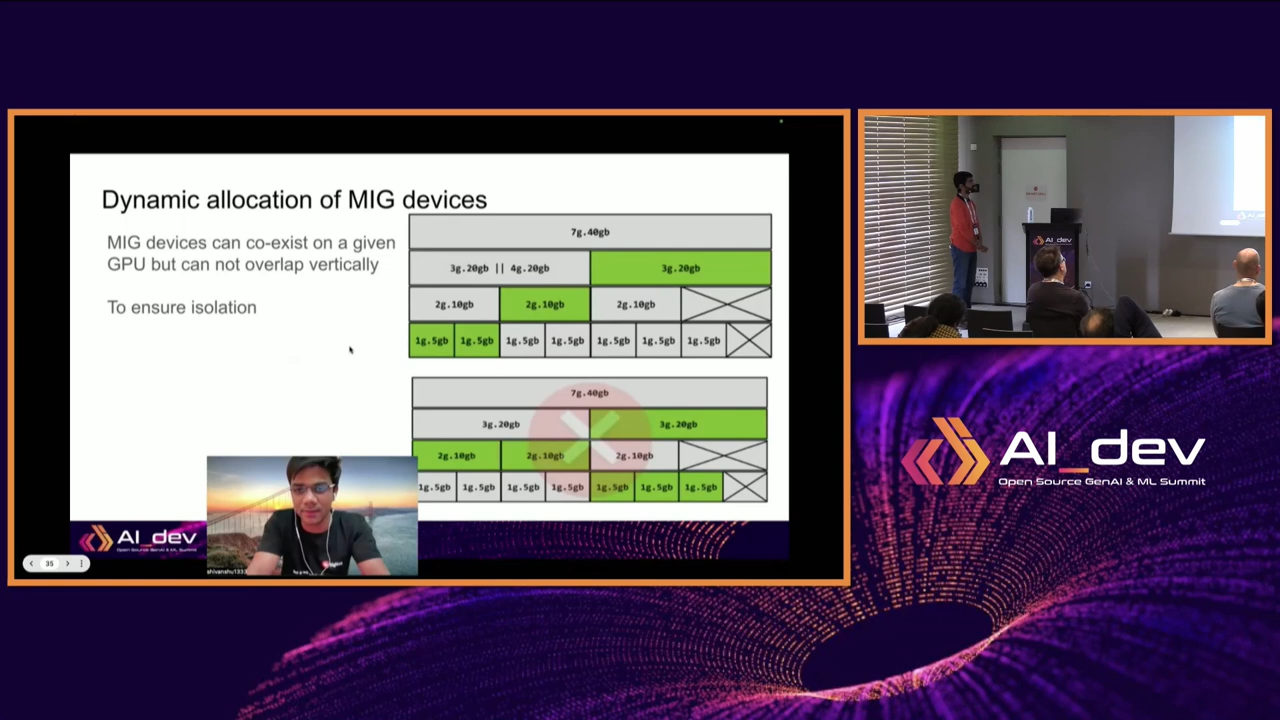 Dynamic allocation of MIG devices
MIG devices can co-exist on a given
GPU but can not overlap vertically
To ensure isolation
7g.40gb
3g.20gb || 4g.20gb 3g.20gb
2g.10gb 2g.10gb 2g.10gb
1g.5gb 1g.5gb 1g.5gb 1g.5gb 1g.5gb 1g.5gb 1g.5gb
7g.40gb
3g.20gb 3g.20gb
2g.10gb 2g.10gb 2g.10gb
1g.5gb 1g.5gb 1g.5gb 1g.5gb 1g.5gb 1g.5gb 1g.5gb
AI_dev
Open Source GenAI & ML Summit
shivanshu1333
35
AI_dev
AI_dev
Open Source GenAI & ML Summit